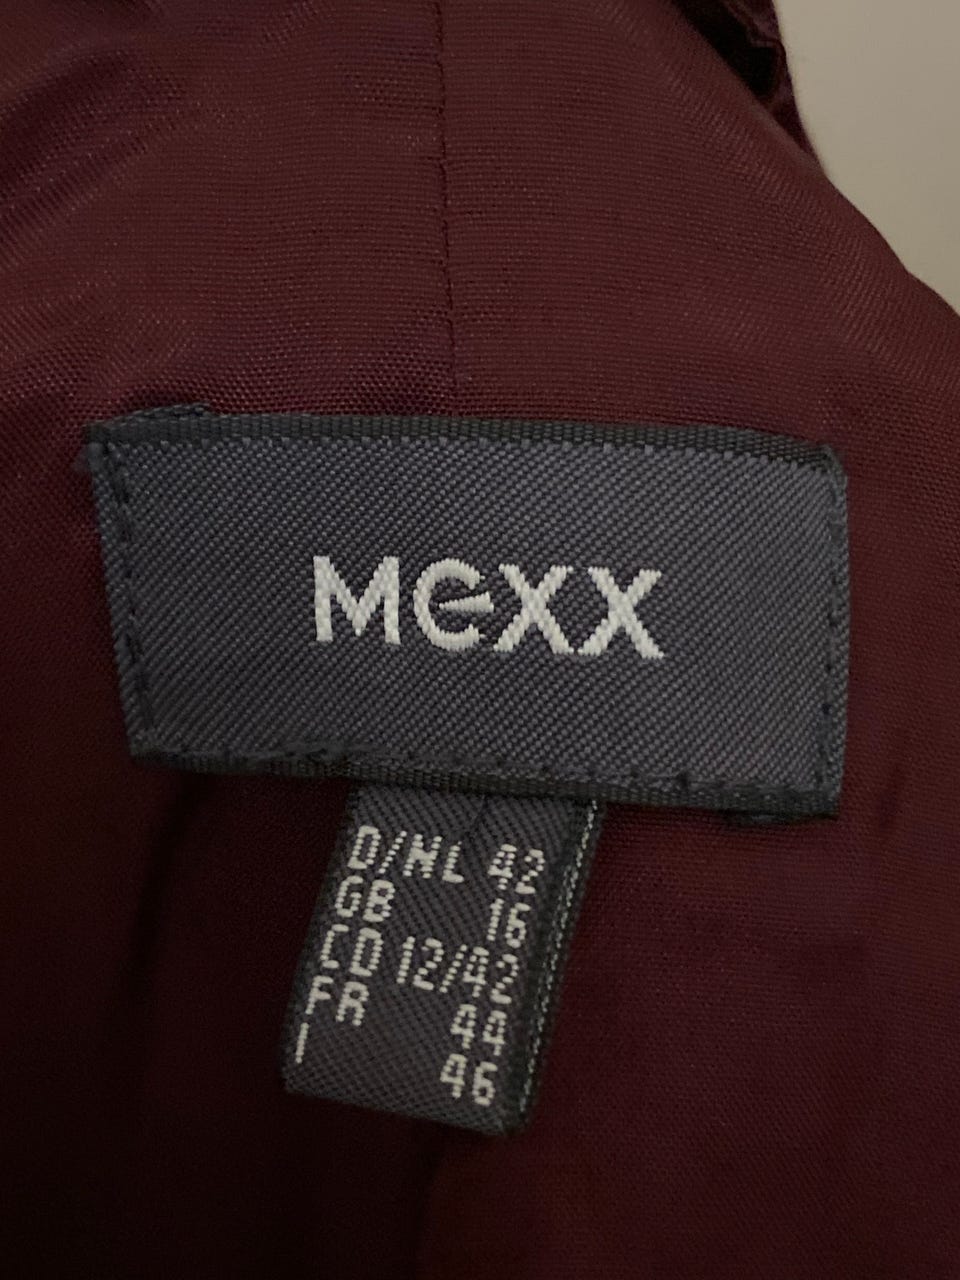 Mexx
D/NL 42
GB 16
CD 12/42
FR 44
I 46